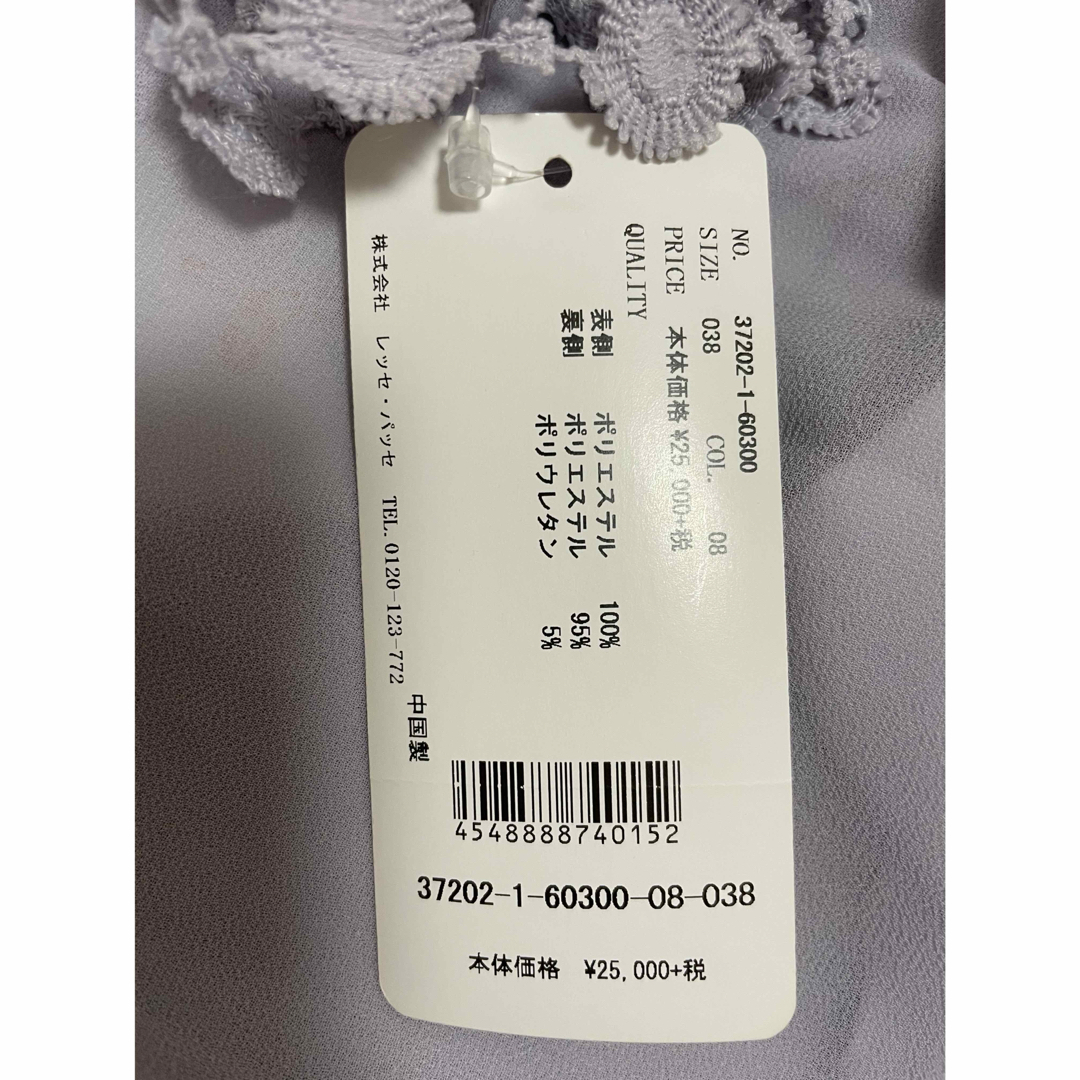 NO. 37202-1-60300
SIZE 038 COL. 08
PRICE 本体価格 ¥25,000+税
QUALITY
表側 ポリエステル 100%
裏側 ポリエステル 95%
ポリウレタン 5%
株式会社 レッセ・パッセ TEL.0120-123-772
中国製
4548888740152
37202-1-60300-08-038
本体価格 ¥25,000+税